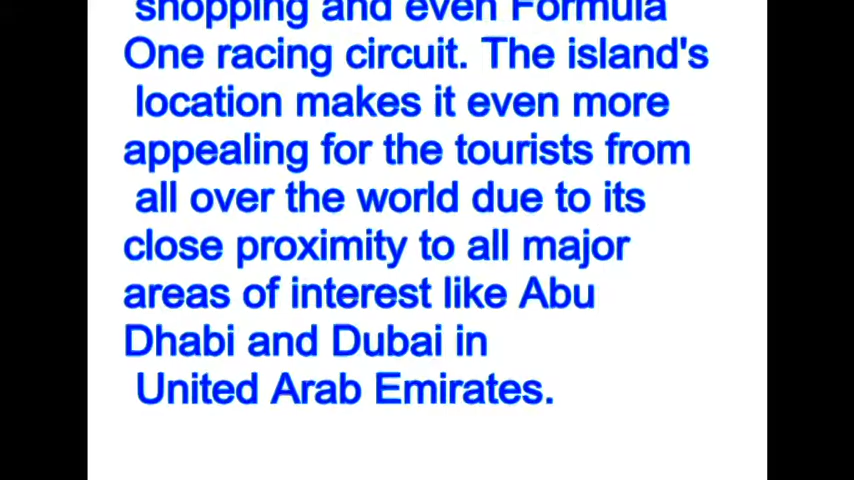 shopping and even Formula
One racing circuit. The island's
location makes it even more
appealing for the tourists from
all over the world due to its
close proximity to all major
areas of interest like Abu
Dhabi and Dubai in
United Arab Emirates.